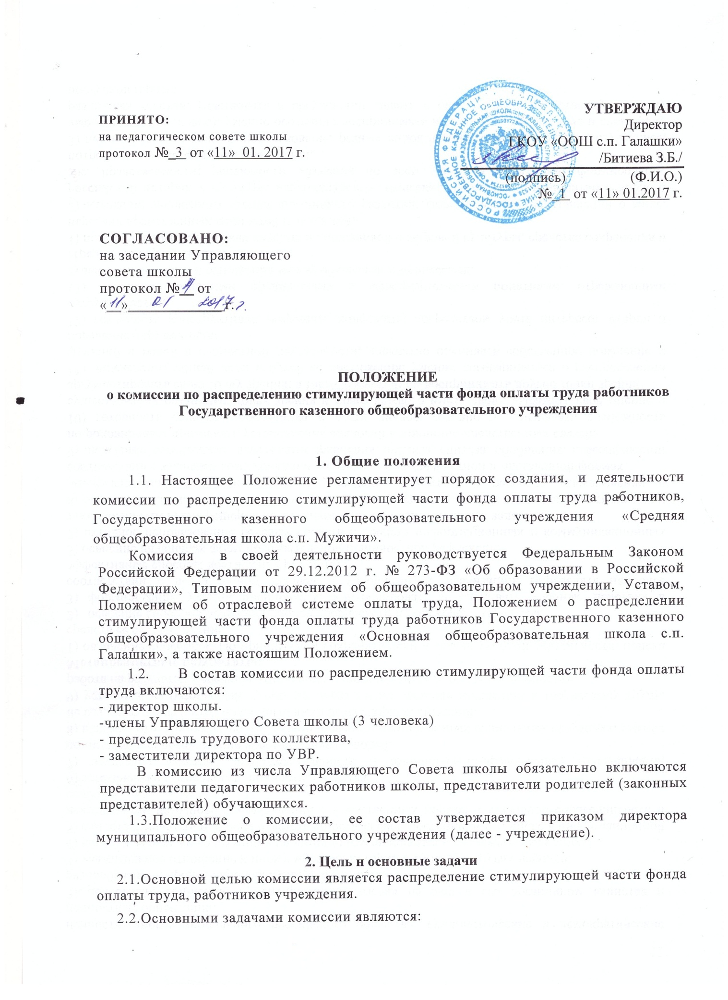 ПРИНЯТО:
на педагогическом совете школы
протокол №_3_ от «11»  01. 2017 г.
УТВЕРЖДАЮ
Директор
ГКОУ «ООШ с.п. Галашки»
/Битиева З.Б./
(подпись) (Ф.И.О.)
№_1_ от «11» 01.2017 г.
СОГЛАСОВАНО:
на заседании Управляющего
совета школы
протокол №__ от
«11» 01 2017 г.
ПОЛОЖЕНИЕ
о комиссии по распределению стимулирующей части фонда оплаты труда работников
Государственного казенного общеобразовательного учреждения
1. Общие положения
1.1. Настоящее Положение регламентирует порядок создания, и деятельности
комиссии по распределению стимулирующей части фонда оплаты труда работников,
Государственного казенного общеобразовательного учреждения «Средняя
общеобразовательная школа с.п. Мужичи».
Комиссия в своей деятельности руководствуется Федеральным Законом
Российской Федерации от 29.12.2012 г. № 273-ФЗ «Об образовании в Российской
Федерации», Типовым положением об общеобразовательном учреждении, Уставом,
Положением об отраслевой системе оплаты труда, Положением о распределении
стимулирующей части фонда оплаты труда работников Государственного казенного
общеобразовательного учреждения «Основная общеобразовательная школа с.п.
Галашки», а также настоящим Положением.
1.2. В состав комиссии по распределению стимулирующей части фонда оплаты
труда включаются:
- директор школы.
-члены Управляющего Совета школы (3 человека)
- председатель трудового коллектива,
- заместители директора по УВР.
В комиссию из числа Управляющего Совета школы обязательно включаются
представители педагогических работников школы, представители родителей (законных
представителей) обучающихся.
1.3.Положение о комиссии, ее состав утверждается приказом директора
муниципального общеобразовательного учреждения (далее - учреждение).
2. Цель н основные задачи
2.1.Основной целью комиссии является распределение стимулирующей части фонда
оплаты труда, работников учреждения.
2.2.Основными задачами комиссии являются: